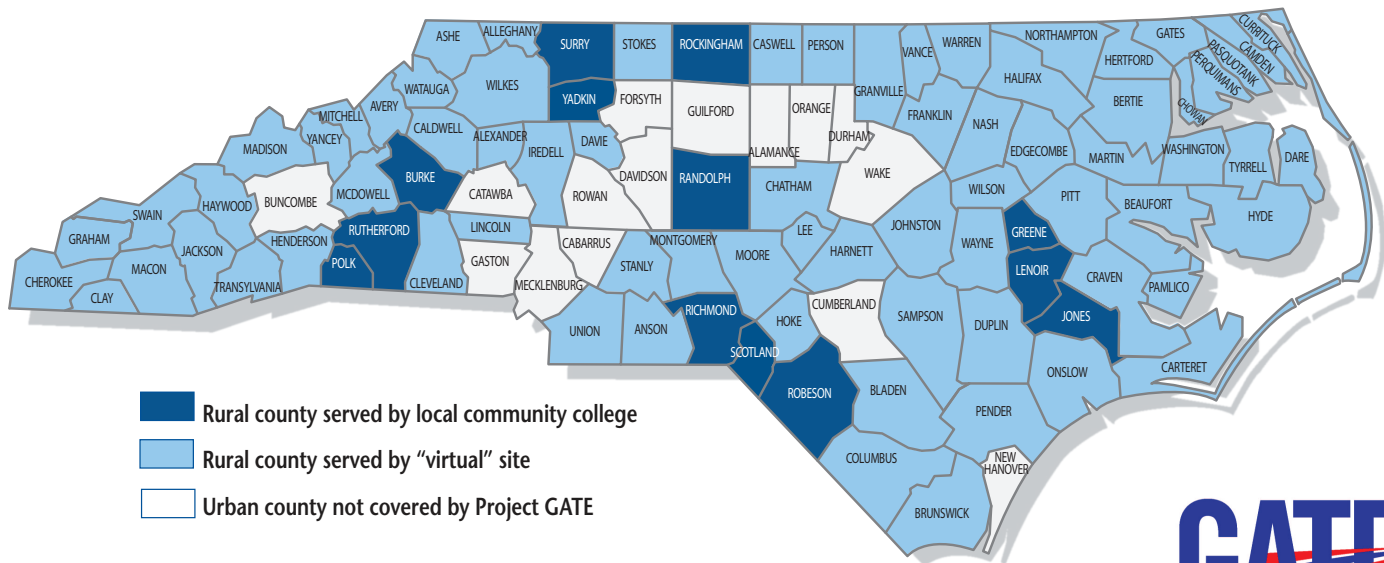 ASHE
ALLEGHANY
SURRY
STOKES
ROCKINGHAM
CASWELL
PERSON
GRANVILLE
VANCE
WARREN
NORTHAMPTON
HALIFAX
HERTFORD
GATES
CURRITUCK
CAMDEN
PASQUOTANK
PERQUIMANS
CHOWAN
BERTIE
WATAUGA
WILKES
YADKIN
FORSYTH
GUILFORD
ALAMANCE
ORANGE
DURHAM
FRANKLIN
NASH
EDGECOMBE
MARTIN
WASHINGTON
TYRRELL
DARE
MITCHELL
AVERY
YANCEY
CALDWELL
ALEXANDER
IREDELL
DAVIE
DAVIDSON
RANDOLPH
CHATHAM
WAKE
WILSON
PITT
BEAUFORT
HYDE
MADISON
BUNCOMBE
MCDOWELL
BURKE
CATAWBA
ROWAN
JOHNSTON
GREENE
SWAIN
HAYWOOD
RUTHERFORD
LINCOLN
CABARRUS
MONTGOMERY
MOORE
LEE
HARNETT
WAYNE
LENOIR
CRAVEN
PAMLICO
GRAHAM
JACKSON
HENDERSON
POLK
CLEVELAND
GASTON
MECKLENBURG
STANLY
CHEROKEE
CLAY
MACON
TRANSYLVANIA
UNION
ANSON
RICHMOND
SCOTLAND
HOKE
CUMBERLAND
SAMPSON
DUPLIN
JONES
CARTERET
ONSLOW
ROBESON
BLADEN
PENDER
COLUMBUS
NEW
HANOVER
BRUNSWICK
Rural county served by local community college
Rural county served by “virtual” site
Urban county not covered by Project GATE
GATE